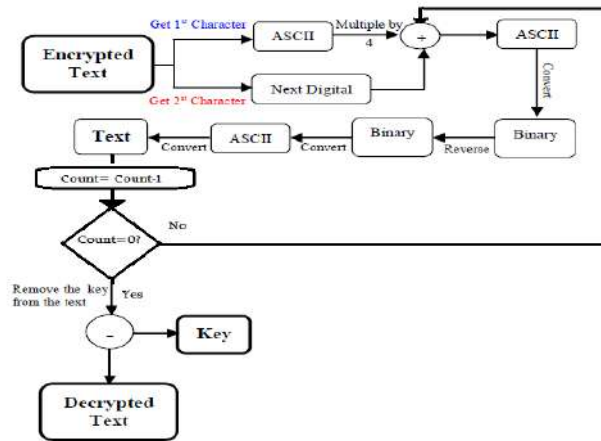 Get 1st Character
Multiple by
4
ASCII
+
ASCII
Encrypted
Text
Get 2st Character
Next Digital
Convert
Text
Convert
ASCII
Convert
Binary
Reverse
Binary
Count= Count-1
Count=0?
No
Remove the key
from the text
Yes
-
Key
Decrypted
Text